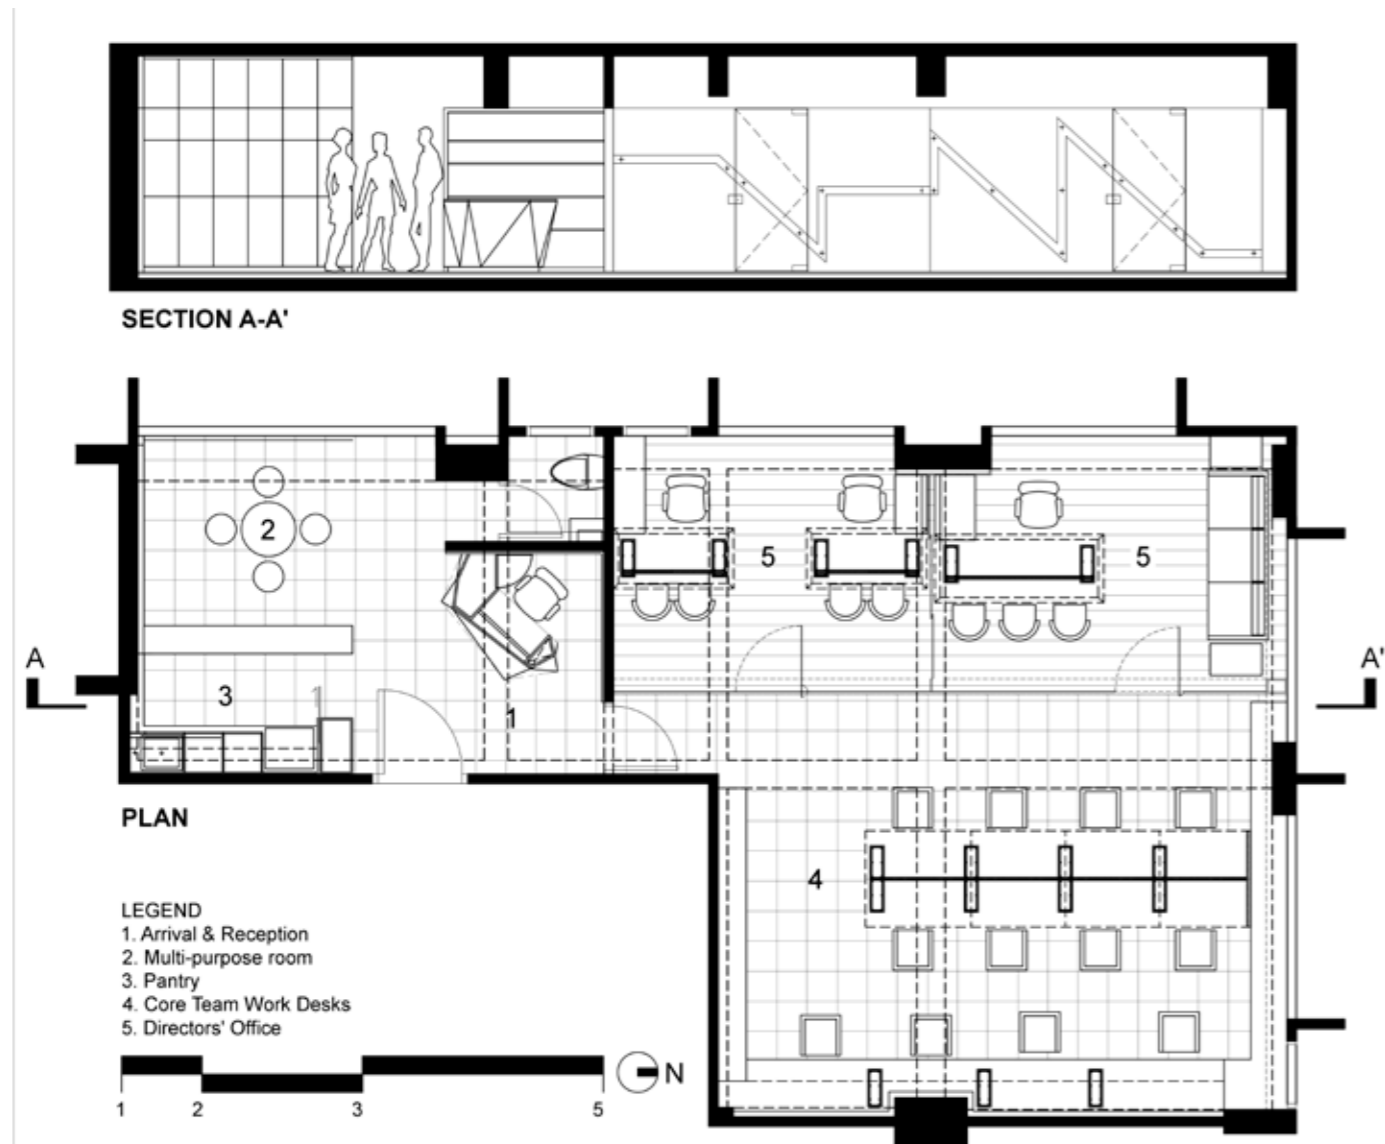 SECTION A-A'
2
5
5
A
A'
3
1
PLAN
4
LEGEND
1. Arrival & Reception
2. Multi-purpose room
3. Pantry
4. Core Team Work Desks
5. Directors' Office
N
1 2 3 5